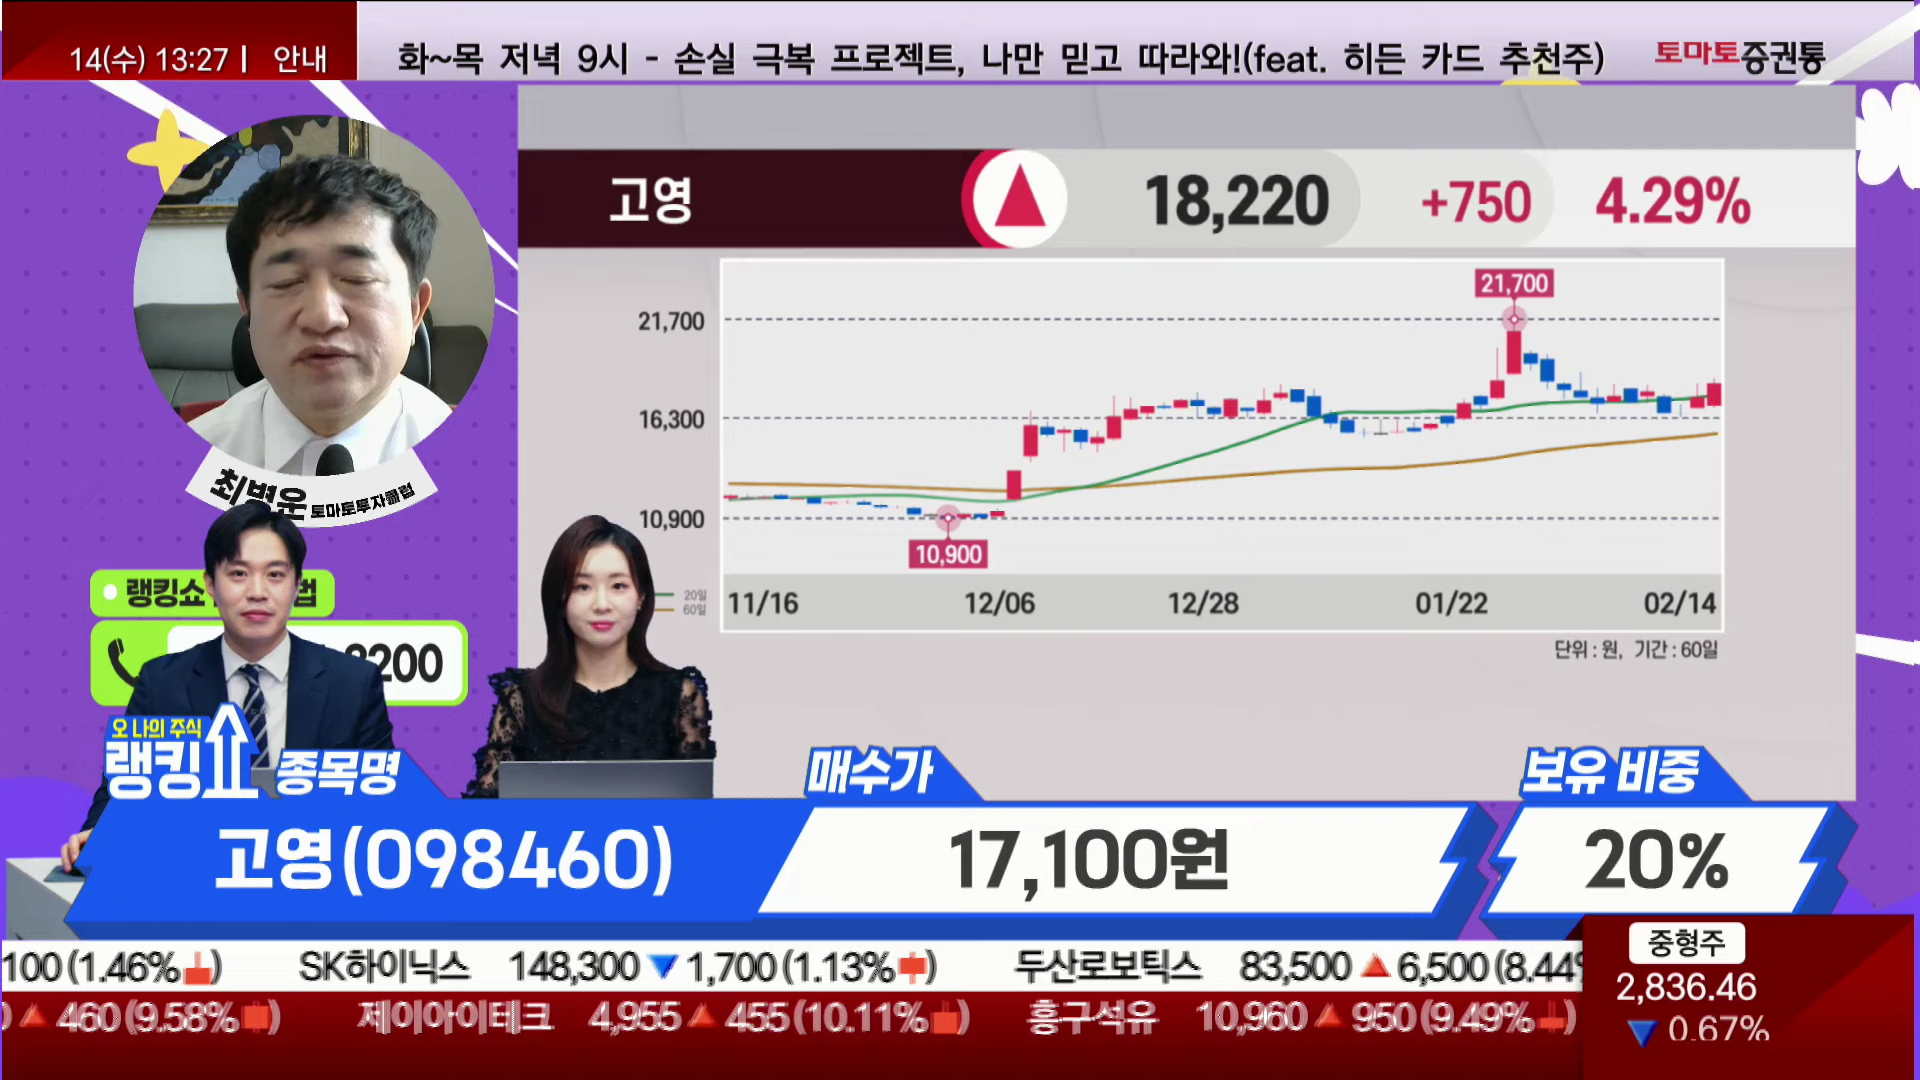 14(수) 13:27 | 안내
화~목 저녁 9시 - 손실 극복 프로젝트, 나만 믿고 따라와!(feat. 히든 카드 추천주)
토마토증권통
고영
18,220
+750
4.29%
21,700
21,700
16,300
10,900
10,900
20일
60일
11/16
12/06
12/28
01/22
02/14
단위 : 원, 기간 : 60일
최병운 토마토투자클럽
랭킹쇼
200
오 나의 주식
랭킹쇼
종목명
매수가
보유 비중
고영(098460)
17,100원
20%
100(1.46%)
SK하이닉스 148,300 ▼ 1,700(1.13%)
두산로보틱스 83,500 ▲ 6,500(8.44%
▲ 460(9.58%)
제이아이테크 4,955 ▲ 455(10.11%)
흥구석유 10,960 ▲ 950(9.49%)
중형주
2,836.46
▼ 0.67%